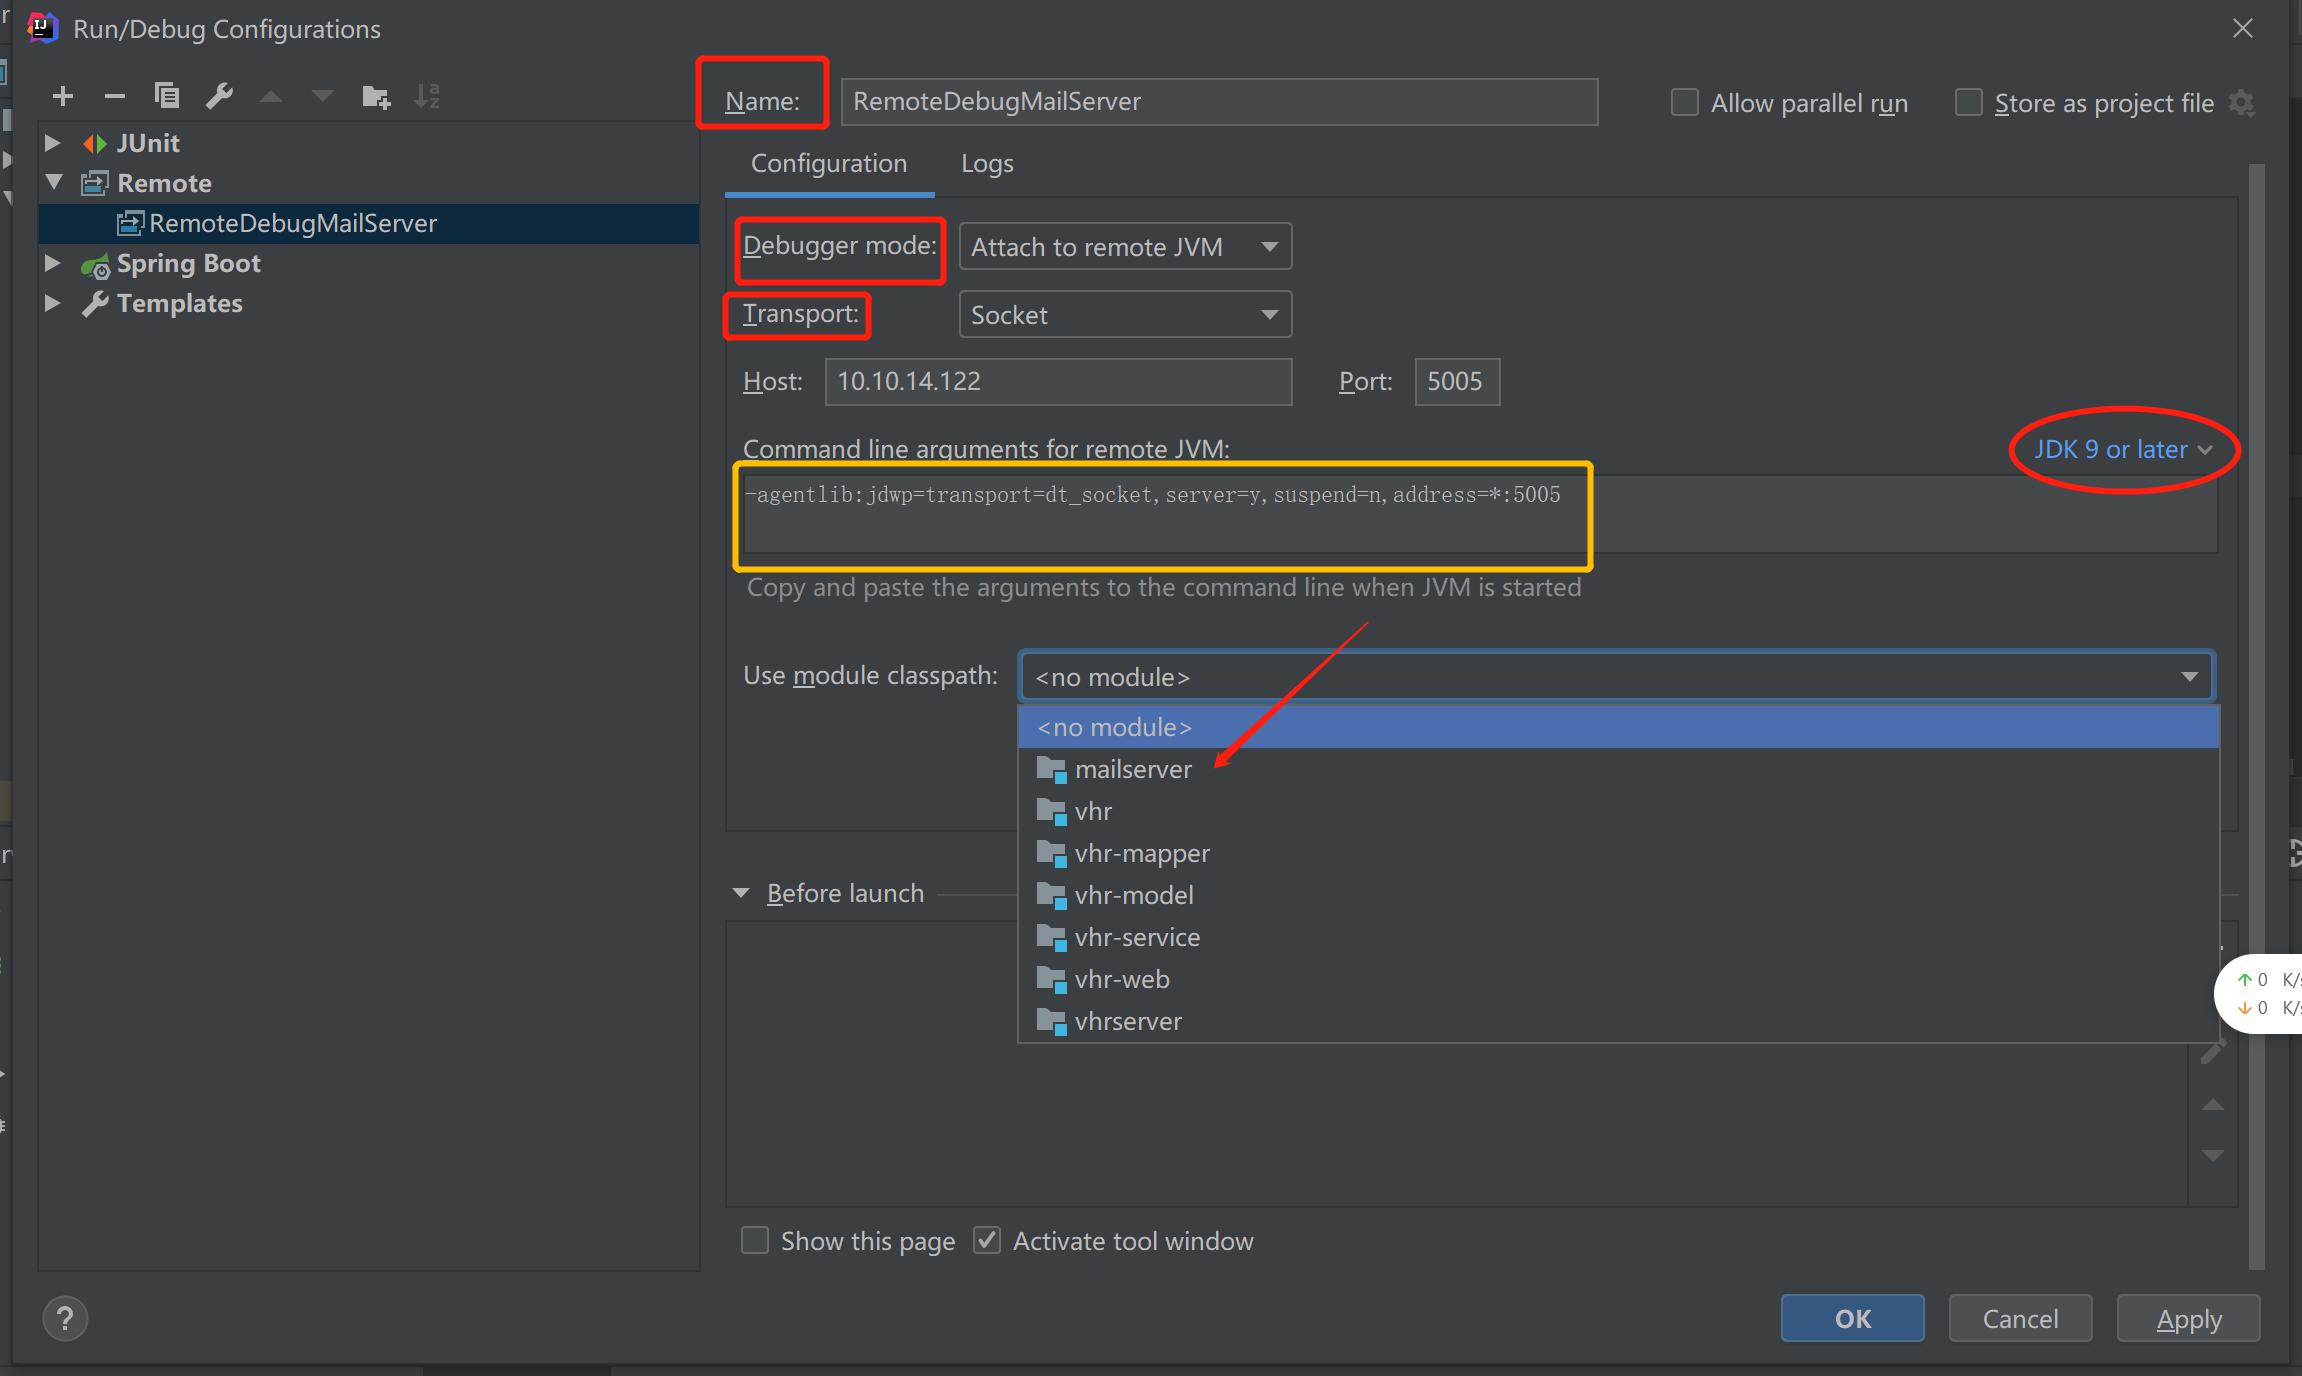 Run/Debug Configurations
Name: RemoteDebugMailServer Allow parallel run Store as project file
JUnit
Remote
RemoteDebugMailServer
Spring Boot
Templates
Configuration Logs
Debugger mode: Attach to remote JVM
Transport: Socket
Host: 10.10.14.122 Port: 5005
Command line arguments for remote JVM: JDK 9 or later
-agentlib:jdwp=transport=dt_socket,server=y,suspend=n,address=*:5005
Copy and paste the arguments to the command line when JVM is started
Use module classpath: <no module>
<no module>
mailserver
vhr
vhr-mapper
vhr-model
vhr-service
vhr-web
vhrserver
Before launch
↑ 0 K/s
↓ 0 K/s
Show this page Activate tool window
? OK Cancel Apply